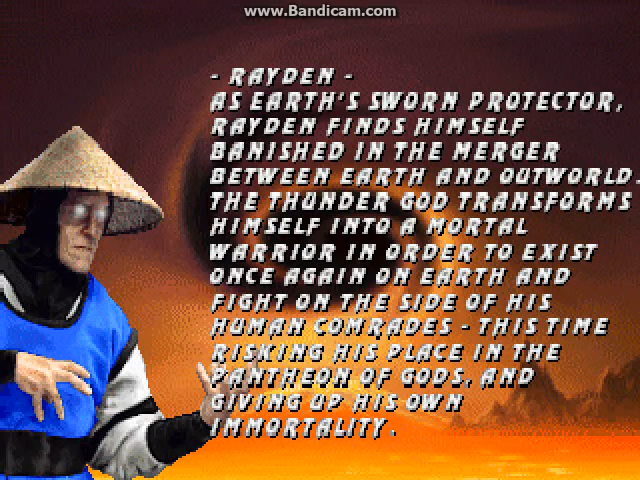 www.Bandicam.com
- RAYDEN -
AS EARTH'S SWORN PROTECTOR,
RAYDEN FINDS HIMSELF
BANISHED IN THE MERGER
BETWEEN EARTH AND OUTWORLD.
THE THUNDER GOD TRANSFORMS
HIMSELF INTO A MORTAL
WARRIOR IN ORDER TO EXIST
ONCE AGAIN ON EARTH AND
FIGHT ON THE SIDE OF HIS
HUMAN COMRADES - THIS TIME
RISKING HIS PLACE IN THE
PANTHEON OF GODS, AND
GIVING UP HIS OWN
IMMORTALITY.